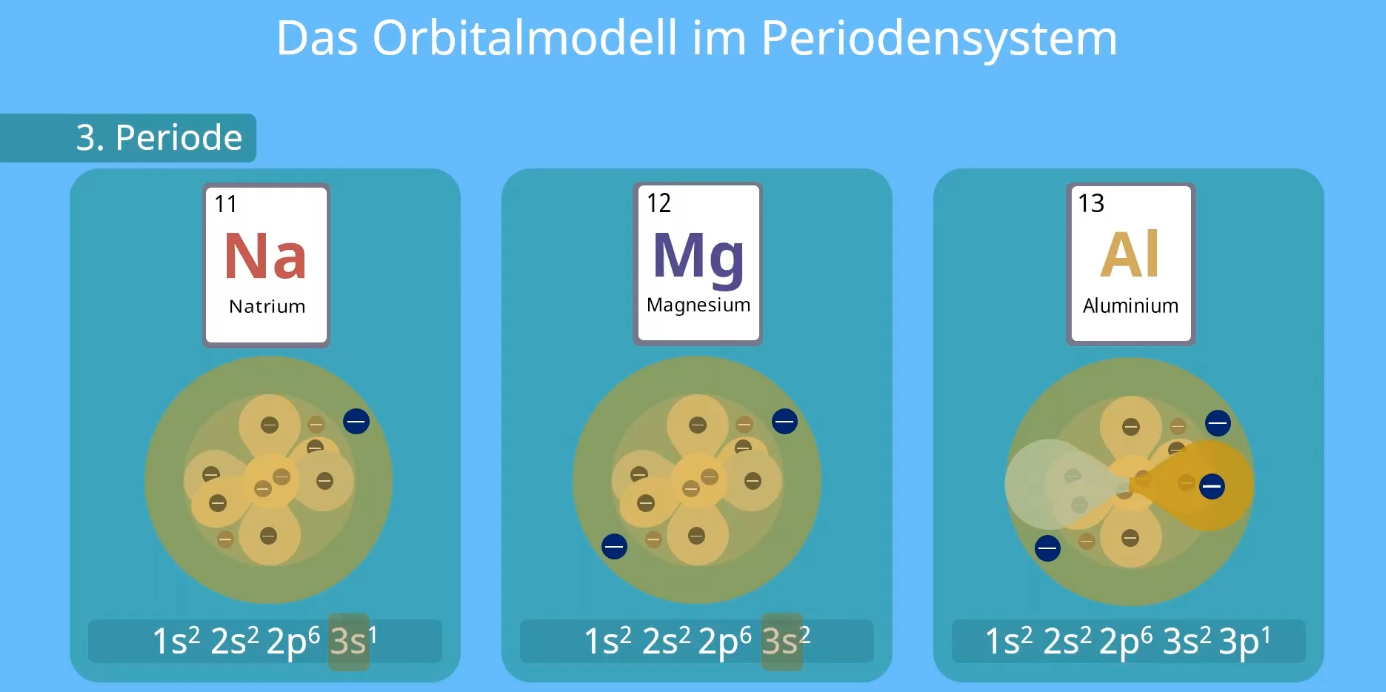 Das Orbitalmodell im Periodensystem
3. Periode
11
Na
Natrium
1s² 2s² 2p⁶ 3s¹
12
Mg
Magnesium
1s² 2s² 2p⁶ 3s²
13
Al
Aluminium
1s² 2s² 2p⁶ 3s² 3p¹